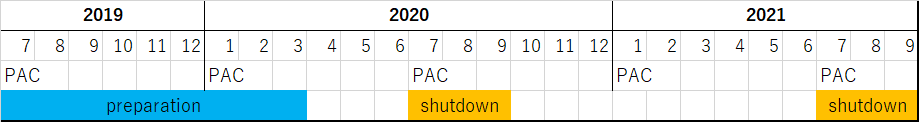 2019 2020 2021
7 8 9 10 11 12 1 2 3 4 5 6 7 8 9 10 11 12 1 2 3 4 5 6 7 8 9
PAC PAC PAC PAC PAC
preparation shutdown shutdown